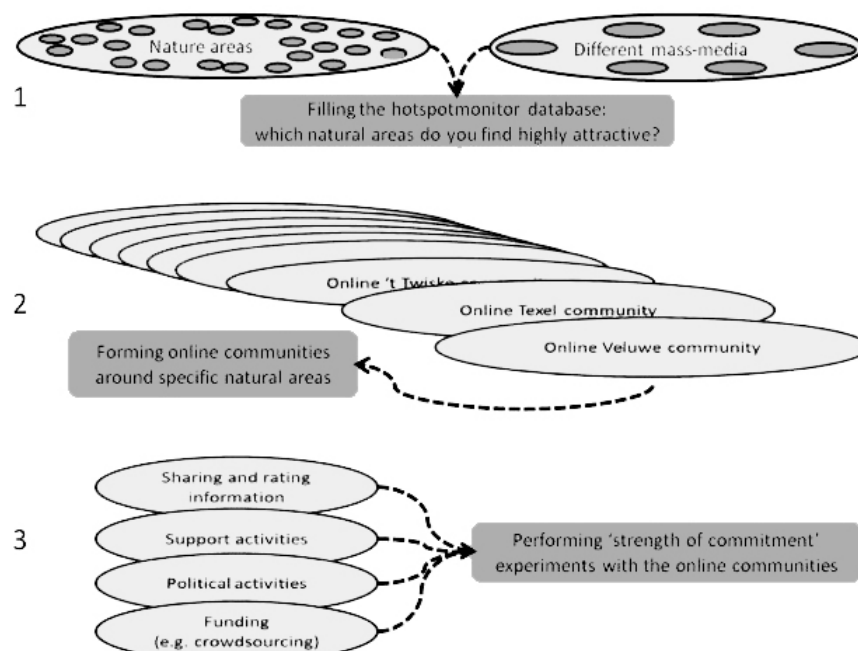 Nature areas
Different mass-media
1
Filling the hotspotmonitor database:
which natural areas do you find highly attractive?
2
Online 't Twiske
Online Texel community
Online Veluwe community
Forming online communities
around specific natural areas
3
Sharing and rating
information
Support activities
Political activities
Funding
(e.g. crowdsourcing)
Performing 'strength of commitment'
experiments with the online communities